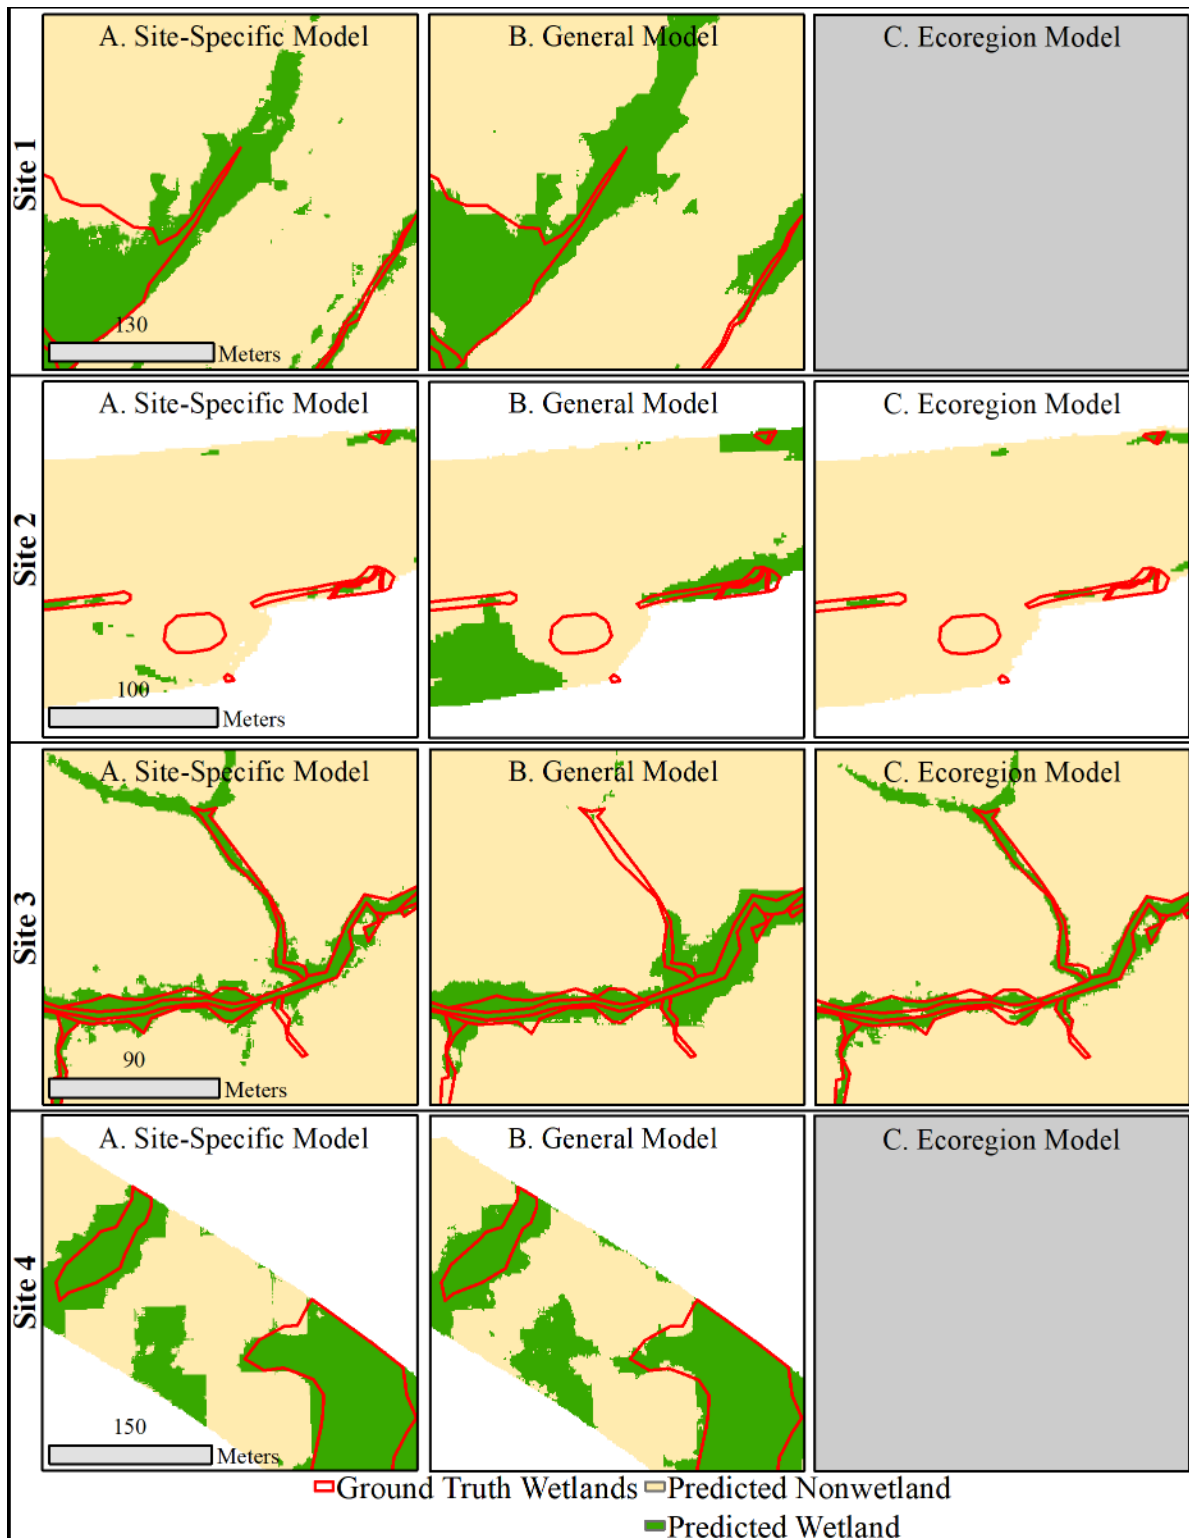 Site 1
A. Site-Specific Model
B. General Model
C. Ecoregion Model
130
Meters
Site 2
A. Site-Specific Model
B. General Model
C. Ecoregion Model
100
Meters
Site 3
A. Site-Specific Model
B. General Model
C. Ecoregion Model
90
Meters
Site 4
A. Site-Specific Model
B. General Model
C. Ecoregion Model
150
Meters
Ground Truth Wetlands Predicted Nonwetland
Predicted Wetland